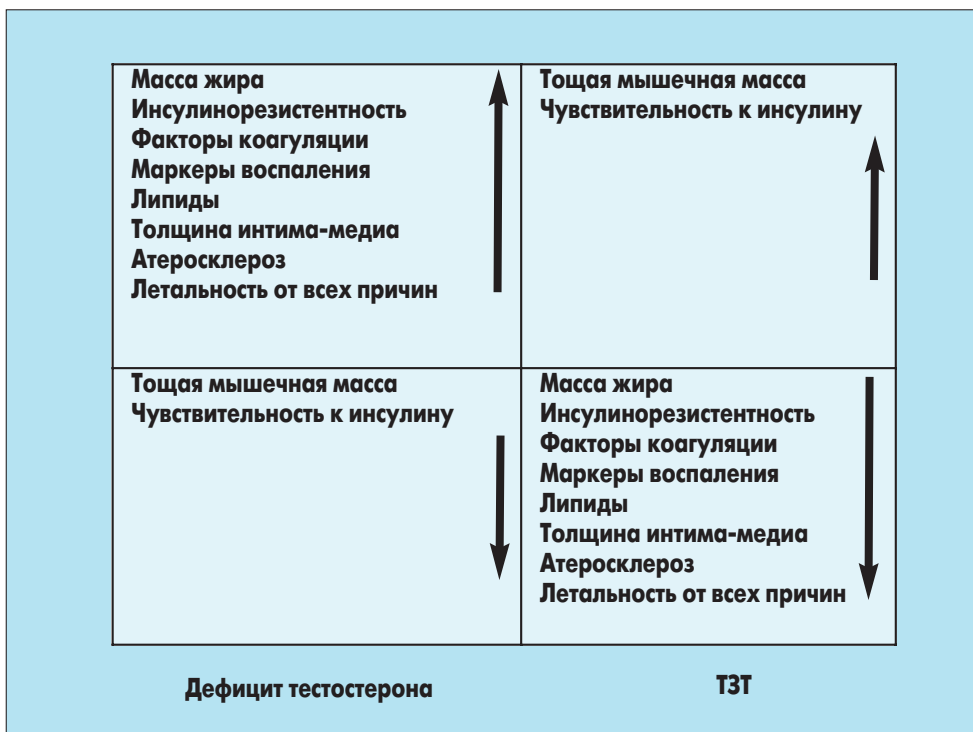 Масса жира
Инсулинорезистентность
Факторы коагуляции
Маркеры воспаления
Липиды
Толщина интима-медиа
Атеросклероз
Летальность от всех причин
Тощая мышечная масса
Чувствительность к инсулину
Тощая мышечная масса
Чувствительность к инсулину
Масса жира
Инсулинорезистентность
Факторы коагуляции
Маркеры воспаления
Липиды
Толщина интима-медиа
Атеросклероз
Летальность от всех причин
Дефицит тестостерона
ТЗТ